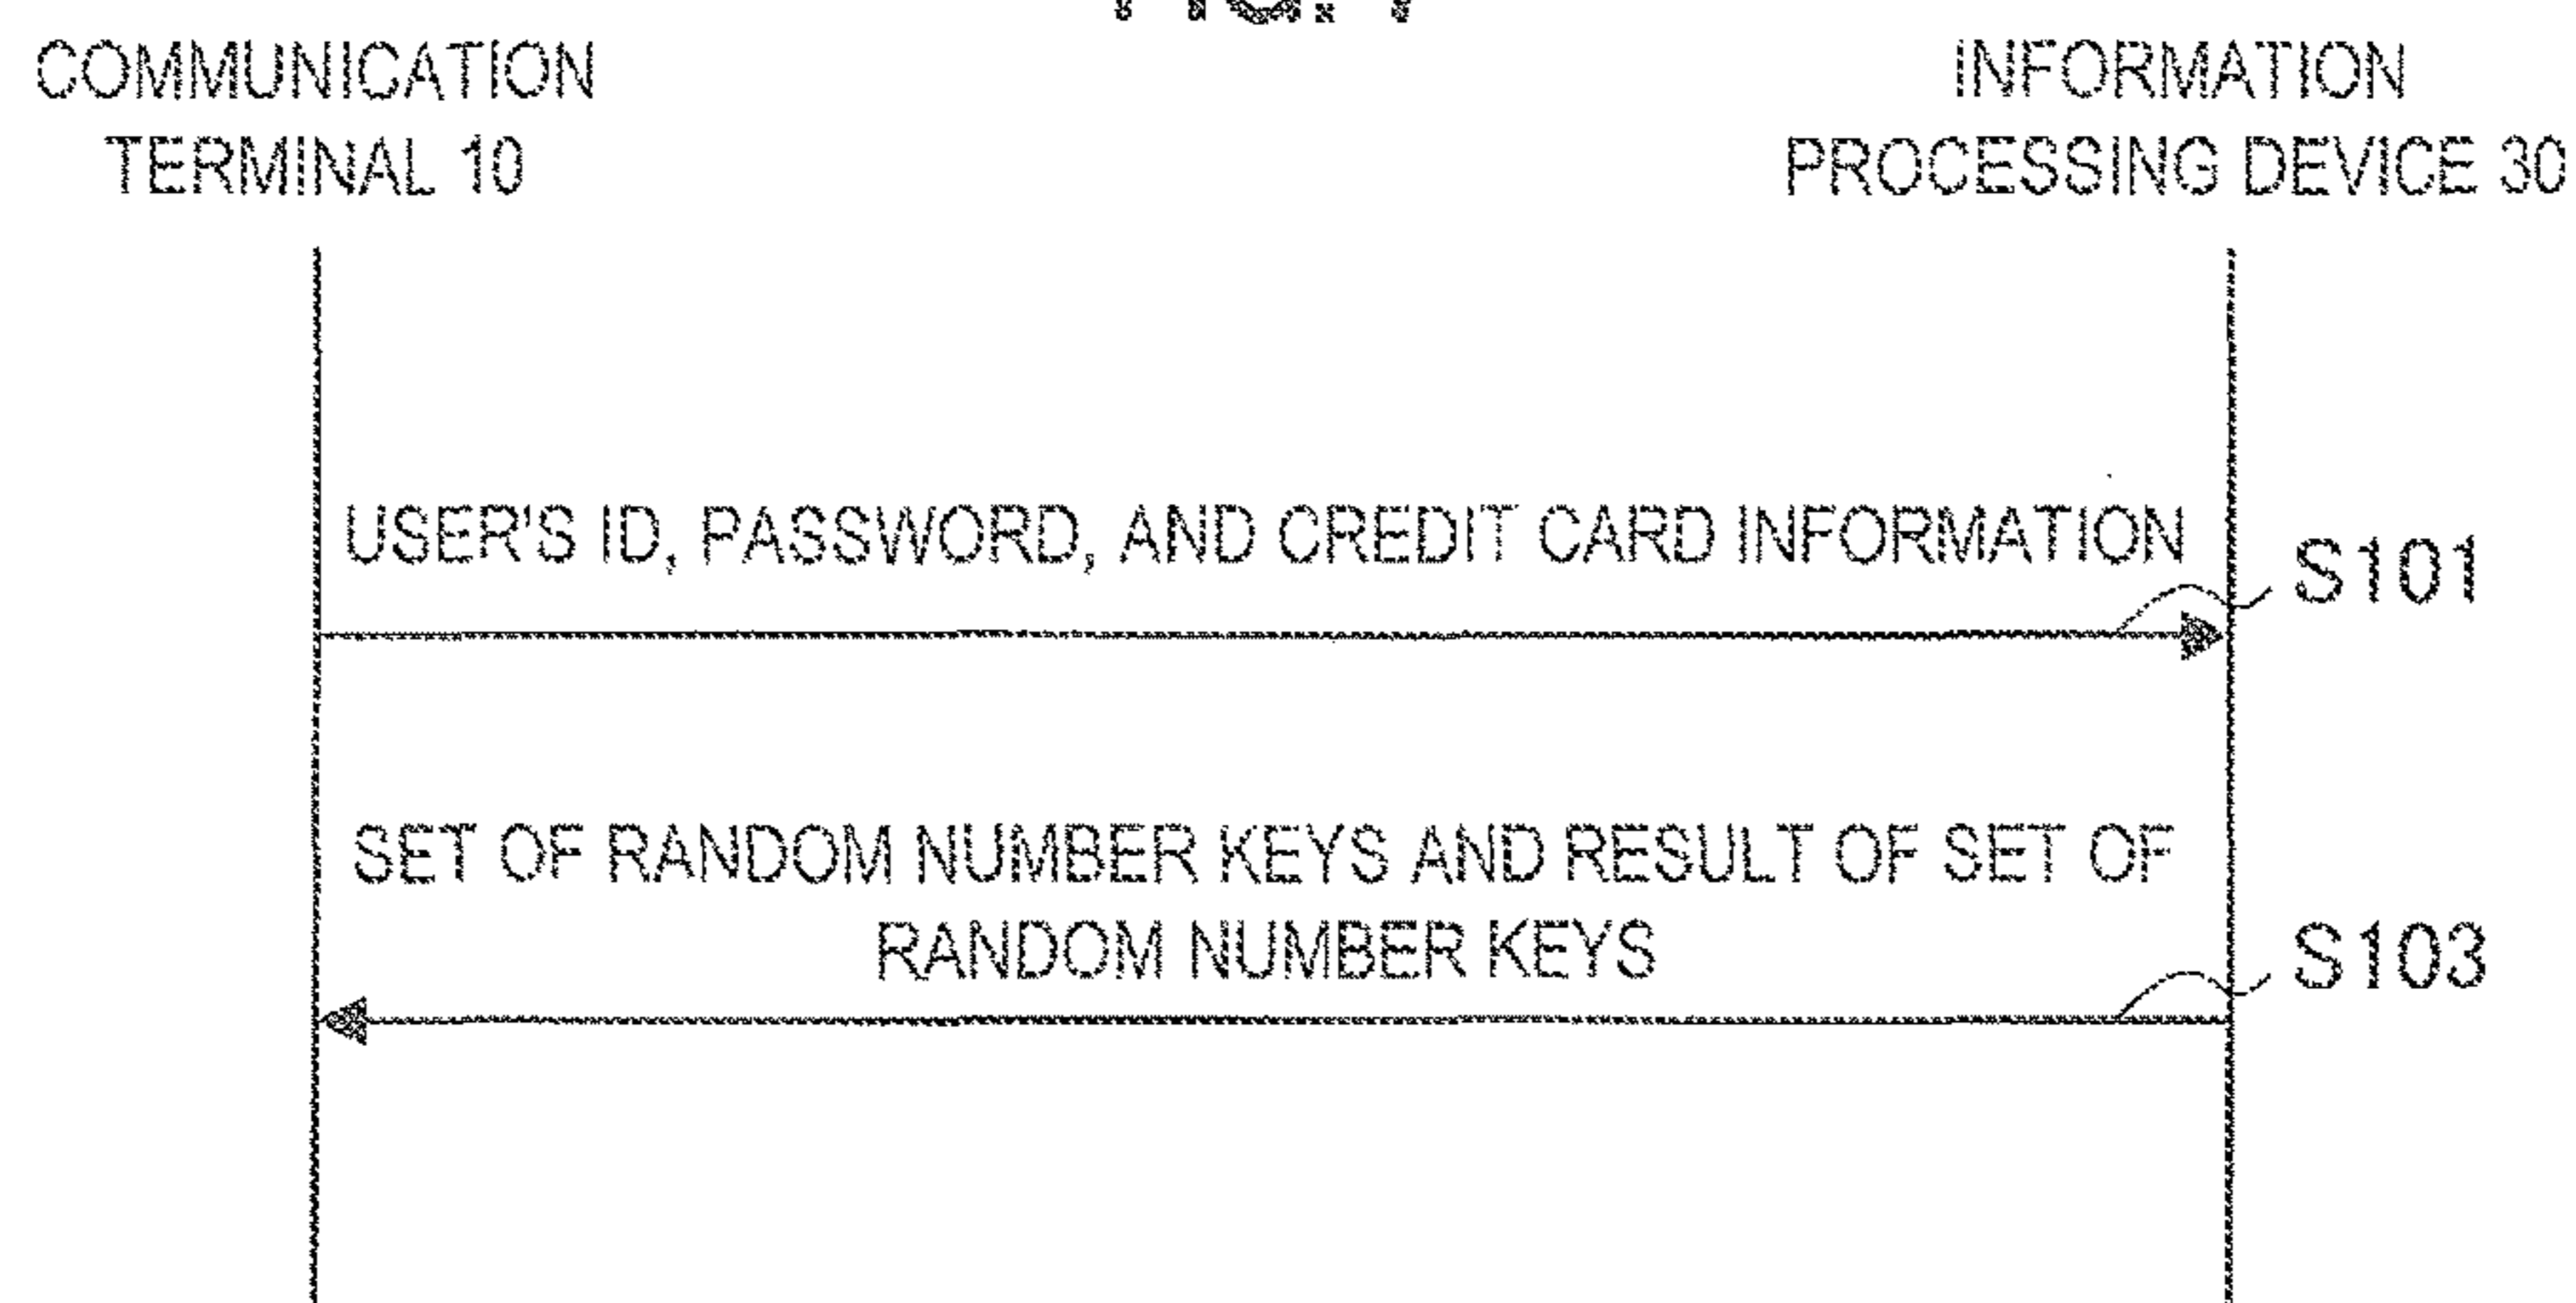 COMMUNICATION
TERMINAL 10
INFORMATION
PROCESSING DEVICE 30
USER'S ID, PASSWORD, AND CREDIT CARD INFORMATION
S101
SET OF RANDOM NUMBER KEYS AND RESULT OF SET OF
RANDOM NUMBER KEYS
S103